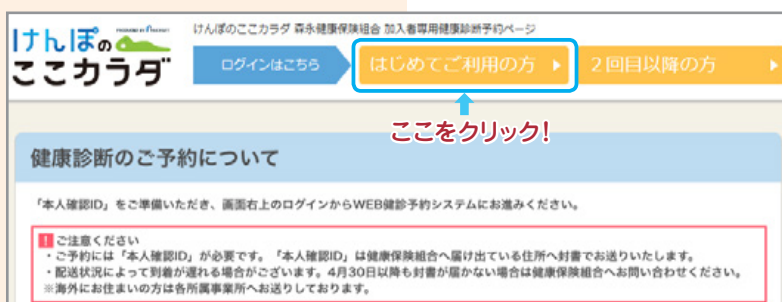 けんぽのここカラダ 森永健康保険組合 加入者専用健康診断予約ページ
けんぽの
ここカラダ
ログインはこちら
はじめてご利用の方
2回目以降の方
ここをクリック!
健康診断のご予約について
「本人確認ID」をご準備いただき、画面右上のログインからWEB健診予約システムにお進みください。
! ご注意ください
・ご予約には「本人確認ID」が必要です。「本人確認ID」は健康保険組合へ届け出ている住所へ封書でお送りいたします。
・配送状況によって到着が遅れる場合がございます。4月30日以降も封書が届かない場合は健康保険組合へお問い合わせください。
※海外にお住まいの方は各所属事業所へお送りしております。